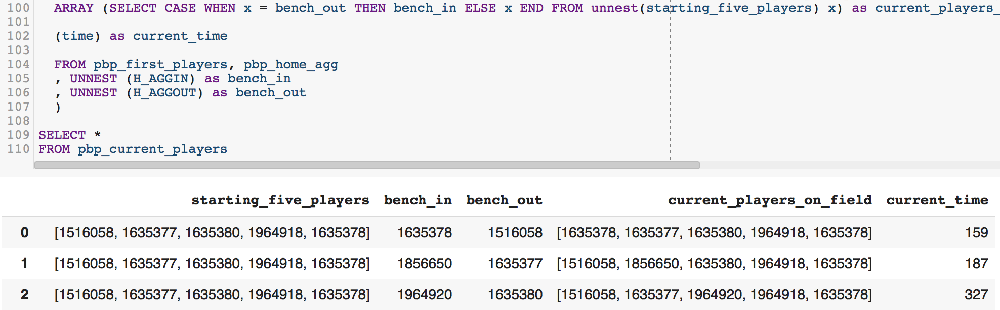 100 ARRAY (SELECT CASE WHEN x = bench_out THEN bench_in ELSE x END FROM unnest(starting_five_players) x) as current_players_
101
102 (time) as current_time
103
104 FROM pbp_first_players, pbp_home_agg
105 , UNNEST (H_AGGIN) as bench_in
106 , UNNEST (H_AGGOUT) as bench_out
107 )
108
109 SELECT *
110 FROM pbp_current_players
starting_five_players bench_in bench_out current_players_on_field current_time
0 [1516058, 1635377, 1635380, 1964918, 1635378] 1635378 1516058 [1635378, 1635377, 1635380, 1964918, 1635378] 159
1 [1516058, 1635377, 1635380, 1964918, 1635378] 1856650 1635377 [1516058, 1856650, 1635380, 1964918, 1635378] 187
2 [1516058, 1635377, 1635380, 1964918, 1635378] 1964920 1635380 [1516058, 1635377, 1964920, 1964918, 1635378] 327